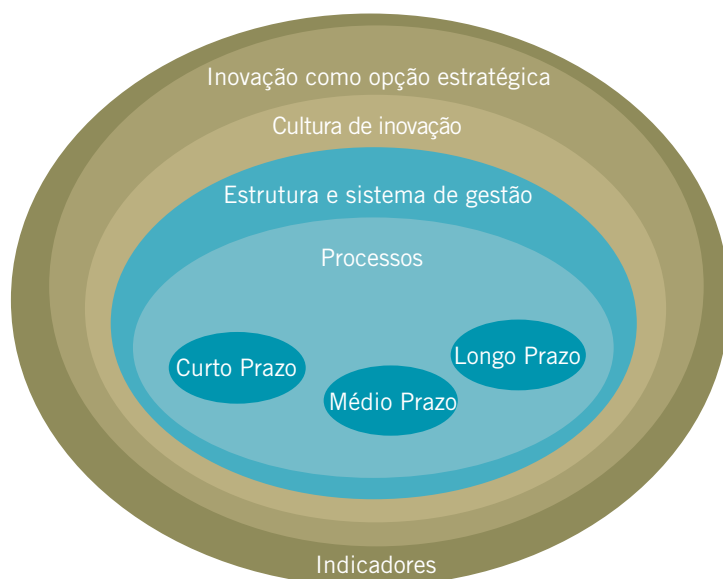 Inovação como opção estratégica
Cultura de inovação
Estrutura e sistema de gestão
Processos
Curto Prazo
Longo Prazo
Médio Prazo
Indicadores